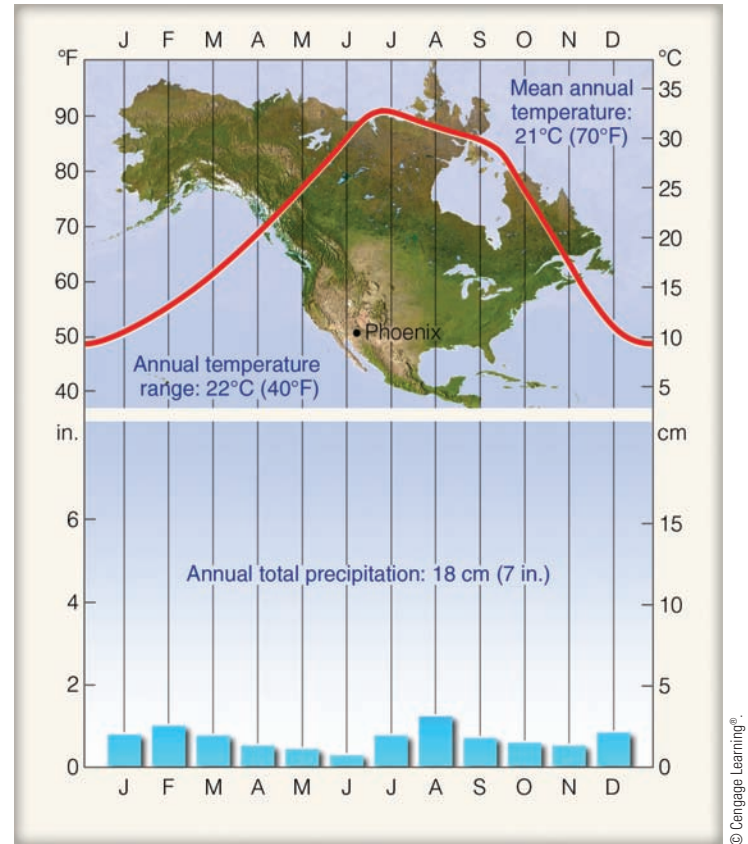 J F M A M J J A S O N D
°F
°C
90
80
70
60
50
40
35
30
25
20
15
10
5
Mean annual
temperature:
21°C (70°F)
Phoenix
Annual temperature
range: 22°C (40°F)
in.
cm
6
4
2
0
15
10
5
0
Annual total precipitation: 18 cm (7 in.)
J F M A M J J A S O N D
© Cengage Learning®.